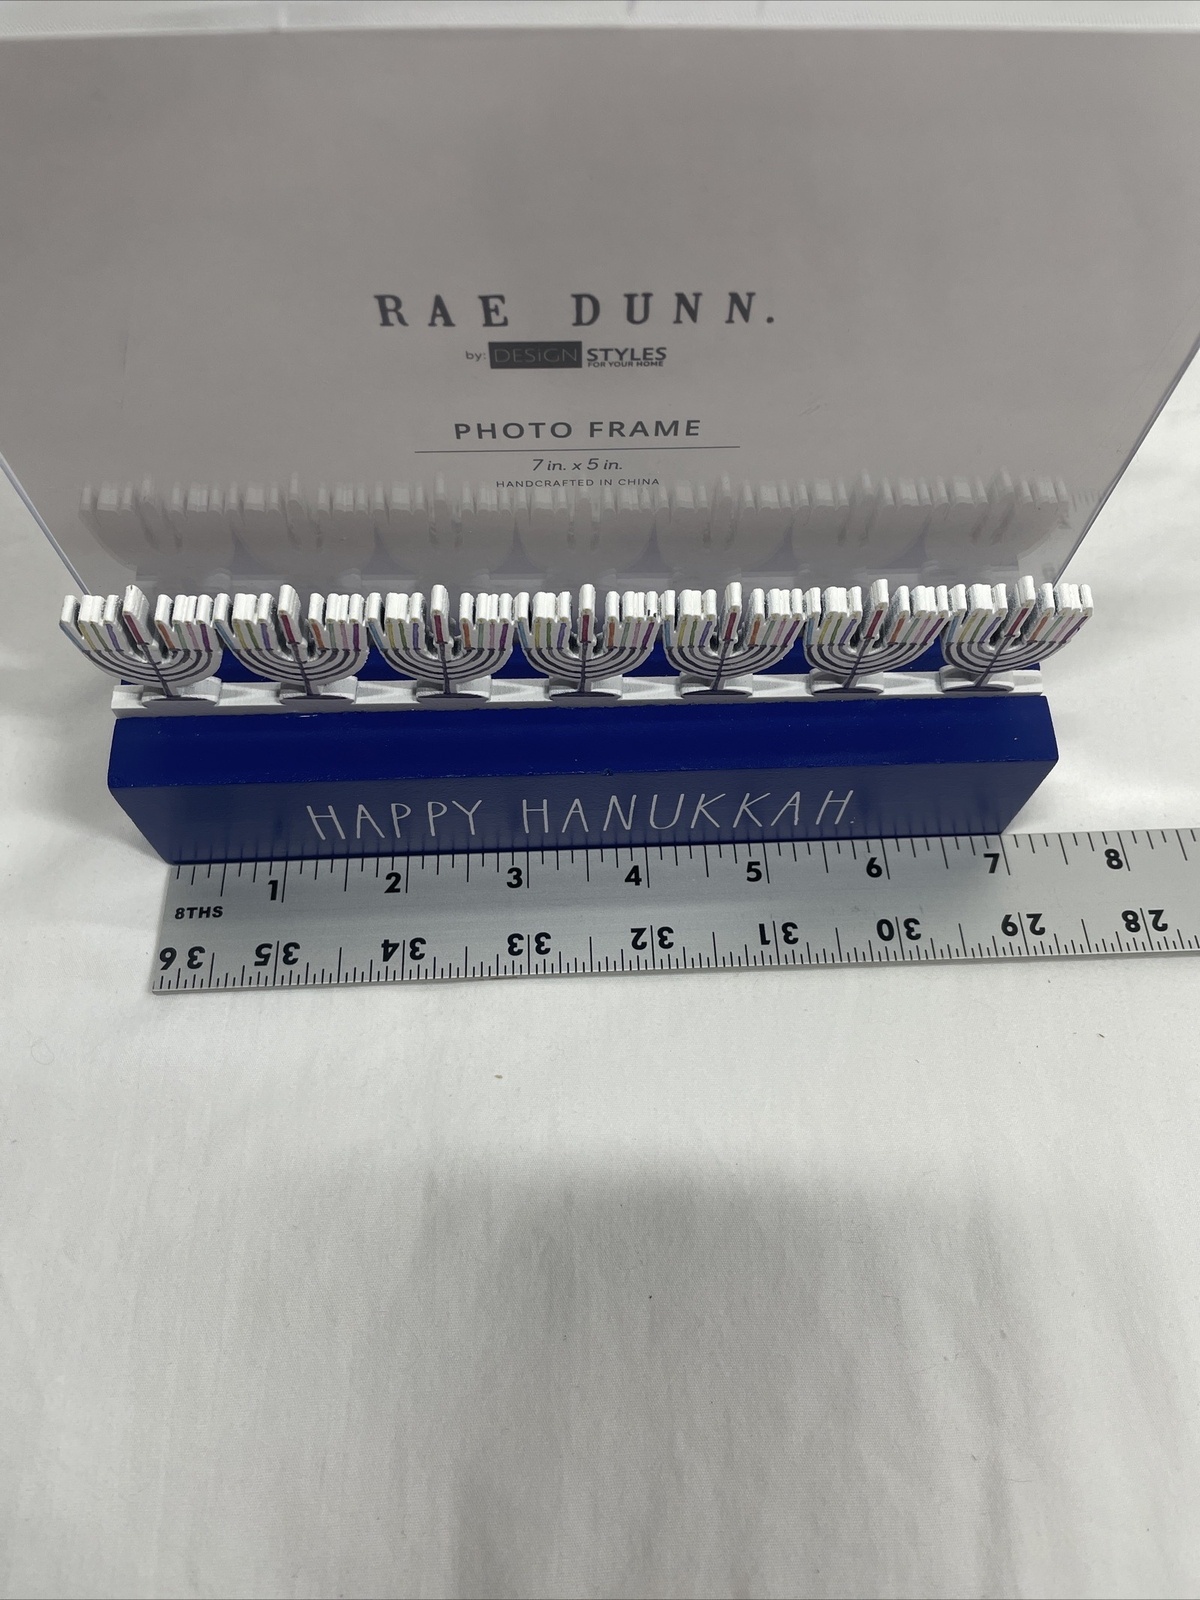 RAE DUNN.
by: DESIGN STYLES
FOR YOUR HOME
PHOTO FRAME
7 in. x 5 in.
HANDCRAFTED IN CHINA
HAPPY HANUKKAH.
1 2 3 4 5 6 7 8
8THS
36 35 34 33 32 31 30 29 28